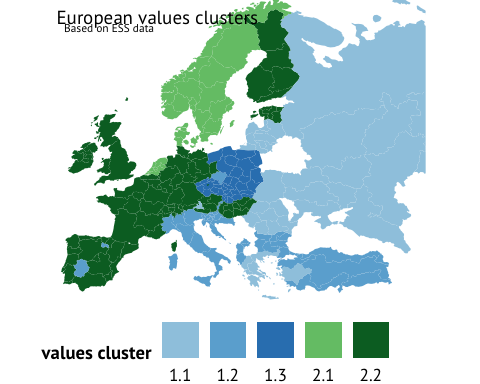 European values clusters
Based on ESS data
values cluster
1.1 1.2 1.3 2.1 2.2